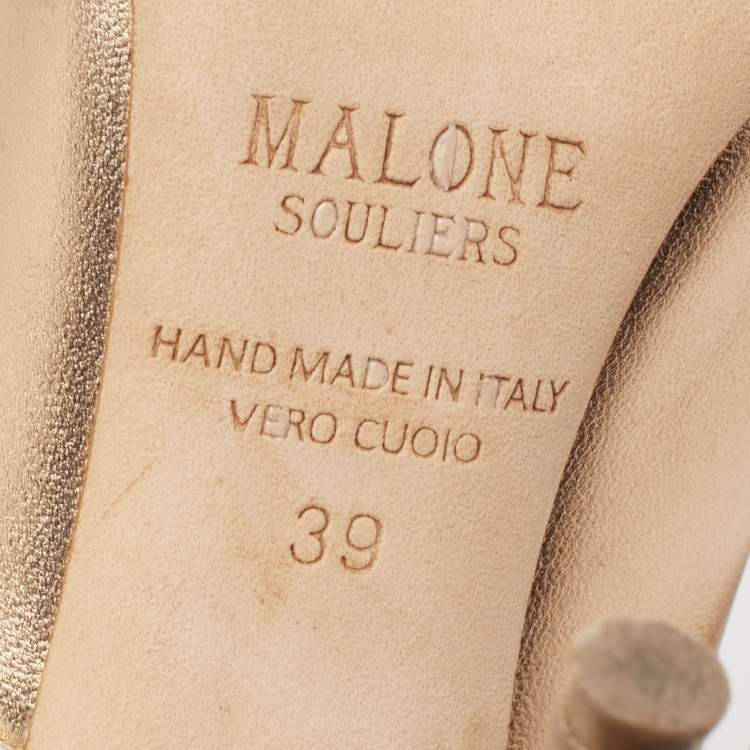 MALONE
SOULIERS
HAND MADE IN ITALY
VERO CUOIO
39